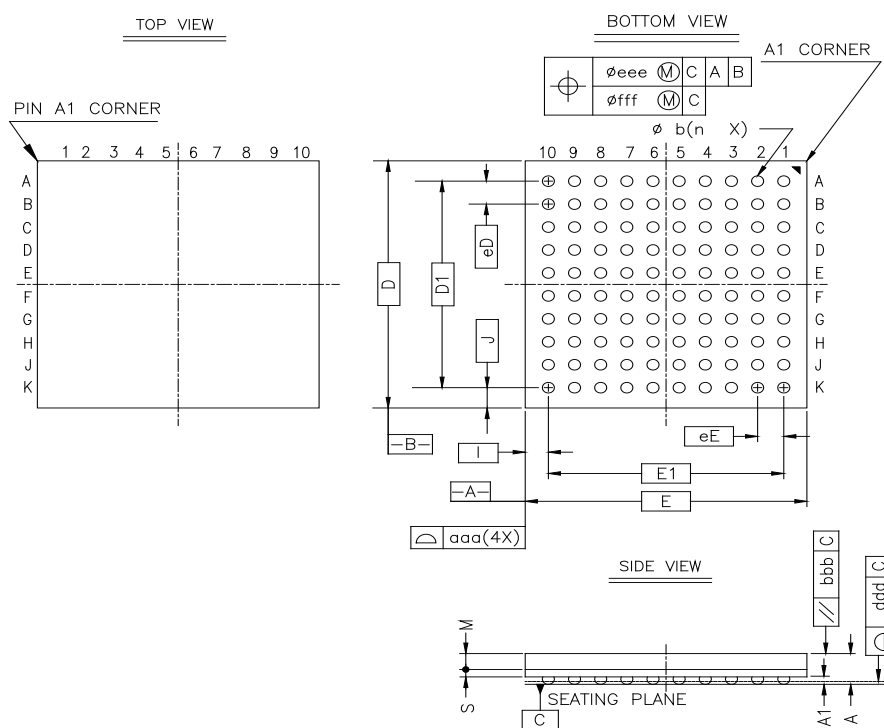 TOP VIEW
BOTTOM VIEW
A1 CORNER
PIN A1 CORNER
⌀eee Ⓜ C A B
⌀fff Ⓜ C
⌀ b(n X)
1 2 3 4 5 6 7 8 9 10
10 9 8 7 6 5 4 3 2 1
A A A
B B B
C C
D D
E E
F F
G G
H H
J J
K K
eD
D
D1
J
eE
-B-
I
E1
-A-
E
aaa(4X)
SIDE VIEW
// bbb C
ddd C
M
S
SEATING PLANE
C
A1
A